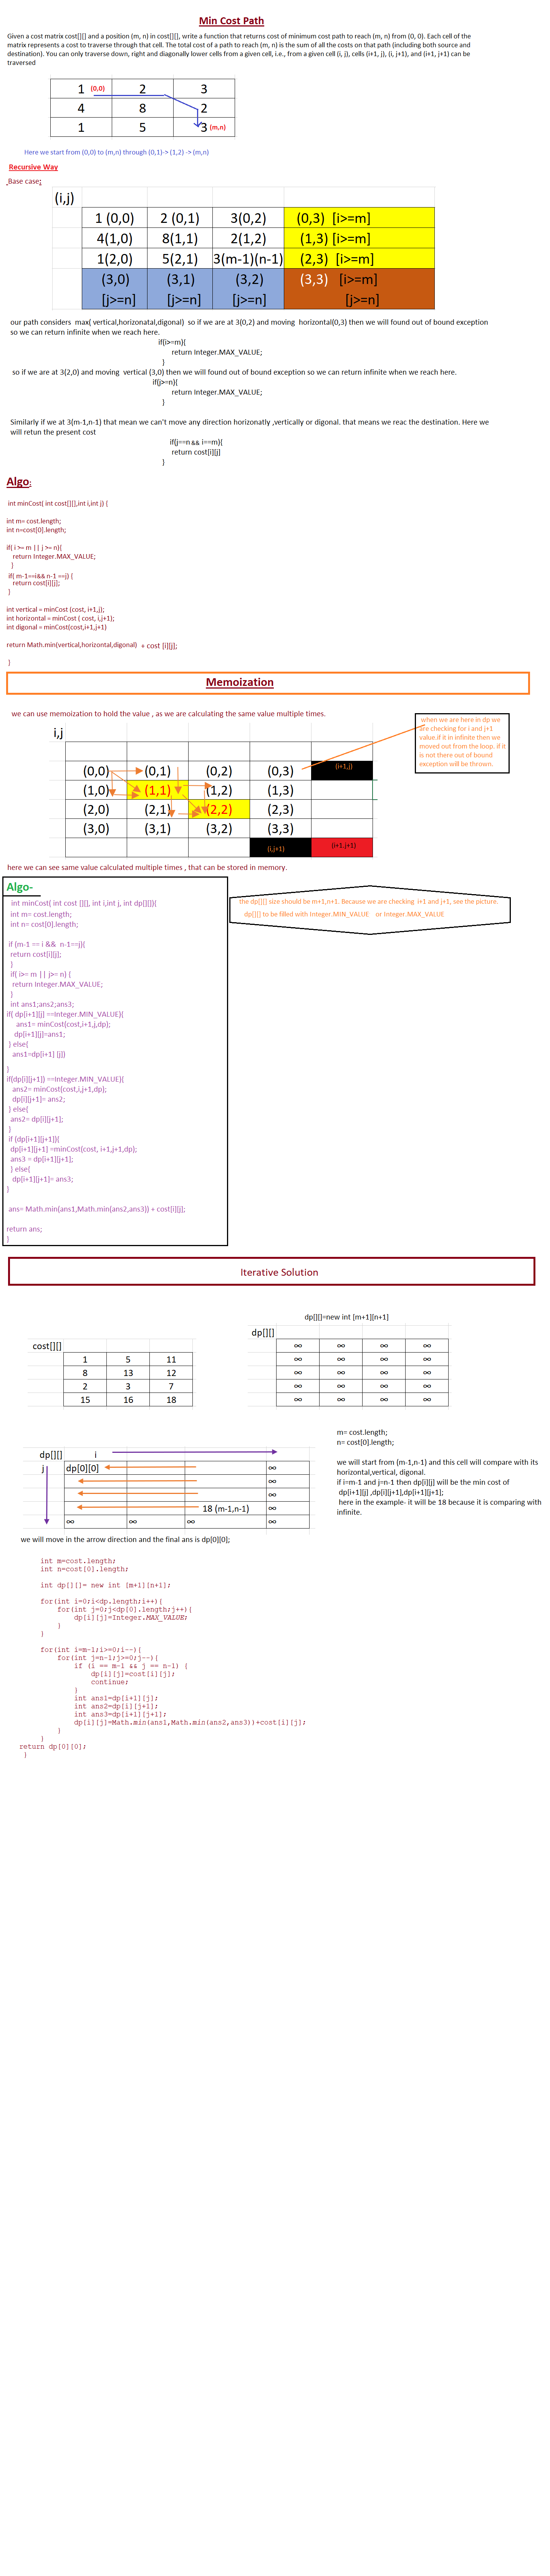 Min Cost Path
Given a cost matrix cost[][] and a position (m, n) in cost[][], write a function that returns cost of minimum cost path to reach (m, n) from (0, 0). Each cell of the
matrix represents a cost to traverse through that cell. The total cost of a path to reach (m, n) is the sum of all the costs on that path (including both source and
destination). You can only traverse down, right and diagonally lower cells from a given cell, i.e., from a given cell (i, j), cells (i+1, j), (i, j+1), and (i+1, j+1) can be
traversed
1 (0,0) 2 3
4 8 2
1 5 3 (m,n)
Here we start from (0,0) to (m,n) through (0,1)-> (1,2) -> (m,n)
Recursive Way
Base case:
(i,j)
1 (0,0) 2 (0,1) 3(0,2) (0,3) [i>=m]
4(1,0) 8(1,1) 2(1,2) (1,3) [i>=m]
1(2,0) 5(2,1) 3(m-1)(n-1) (2,3) [i>=m]
(3,0) (3,1) (3,2) (3,3) [i>=m]
[j>=n] [j>=n] [j>=n] [j>=n]
our path considers max( vertical,horizonatal,digonal) so if we are at 3(0,2) and moving horizontal(0,3) then we will found out of bound exception
so we can return infinite when we reach here.
if(i>=m){
return Integer.MAX_VALUE;
}
so if we are at 3(2,0) and moving vertical (3,0) then we will found out of bound exception so we can return infinite when we reach here.
if(j>=n){
return Integer.MAX_VALUE;
}
Similarly if we at 3(m-1,n-1) that mean we can't move any direction horizonatly ,vertically or digonal. that means we reac the destination. Here we
will retun the present cost
if(j==n && i==m){
return cost[i][j]
}
Algo:
int minCost( int cost[][],int i,int j) {
int m= cost.length;
int n=cost[0].length;
if( i >= m || j >= n){
return Integer.MAX_VALUE;
}
if( m-1==i&& n-1 ==j) {
return cost[i][j];
}
int vertical = minCost (cost, i+1,j);
int horizontal = minCost ( cost, i,j+1);
int digonal = minCost(cost,i+1,j+1)
return Math.min(vertical,horizontal,digonal) + cost [i][j];
}
Memoization
we can use memoization to hold the value , as we are calculating the same value multiple times.
when we are here in dp we
are checking for i and j+1
value.if it in infinite then we
moved out from the loop. if it
is not there out of bound
exception will be thrown.
i,j
(0,0) (0,1) (0,2) (0,3) (i+1,j)
(1,0) (1,1) (1,2) (1,3)
(2,0) (2,1) (2,2) (2,3)
(3,0) (3,1) (3,2) (3,3)
(i,j+1) (i+1,j+1)
here we can see same value calculated multiple times , that can be stored in memory.
Algo-
the dp[][] size should be m+1,n+1. Because we are checking i+1 and j+1, see the picture.
dp[][] to be filled with Integer.MIN_VALUE or Integer.MAX_VALUE
int minCost( int cost [][], int i,int j, int dp[][]){
int m= cost.length;
int n= cost[0].length;
if (m-1 == i && n-1==j){
return cost[i][j];
}
if( i>= m || j>= n) {
return Integer.MAX_VALUE;
}
int ans1;ans2;ans3;
if( dp[i+1][j] ==Integer.MIN_VALUE){
ans1= minCost(cost,i+1,j,dp);
dp[i+1][j]=ans1;
} else{
ans1=dp[i+1] [j]}
}
if(dp[i][j+1]) ==Integer.MIN_VALUE){
ans2= minCost(cost,i,j+1,dp);
dp[i][j+1]= ans2;
} else{
ans2= dp[i][j+1];
}
if (dp[i+1][j+1]){
dp[i+1][j+1] =minCost(cost, i+1,j+1,dp);
ans3 = dp[i+1][j+1];
} else{
dp[i+1][j+1]= ans3;
}
ans= Math.min(ans1,Math.min(ans2,ans3)) + cost[i][j];
return ans;
}
Iterative Solution
dp[][]=new int [m+1][n+1]
cost[][]
1 5 11
8 13 12
2 3 7
15 16 18
dp[][]
∞ ∞ ∞ ∞
∞ ∞ ∞ ∞
∞ ∞ ∞ ∞
∞ ∞ ∞ ∞
∞ ∞ ∞ ∞
m= cost.length;
n= cost[0].length;
we will start from (m-1,n-1) and this cell will compare with its
horizontal,vertical, digonal.
if i=m-1 and j=n-1 then dp[i][j] will be the min cost of
dp[i+1][j] ,dp[i][j+1],dp[i+1][j+1];
here in the example- it will be 18 because it is comparing with
infinite.
dp[][] i
j dp[0][0] ∞
∞
∞
18 (m-1,n-1) ∞
∞ ∞ ∞ ∞
we will move in the arrow direction and the final ans is dp[0][0];
int m=cost.length;
int n=cost[0].length;
int dp[][]= new int [m+1][n+1];
for(int i=0;i<dp.length;i++){
for(int j=0;j<dp[0].length;j++){
dp[i][j]=Integer.MAX_VALUE;
}
}
for(int i=m-1;i>=0;i--){
for(int j=n-1;j>=0;j--){
if (i == m-1 && j == n-1) {
dp[i][j]=cost[i][j];
continue;
}
int ans1=dp[i+1][j];
int ans2=dp[i][j+1];
int ans3=dp[i+1][j+1];
dp[i][j]=Math.min(ans1,Math.min(ans2,ans3))+cost[i][j];
}
}
return dp[0][0];
}